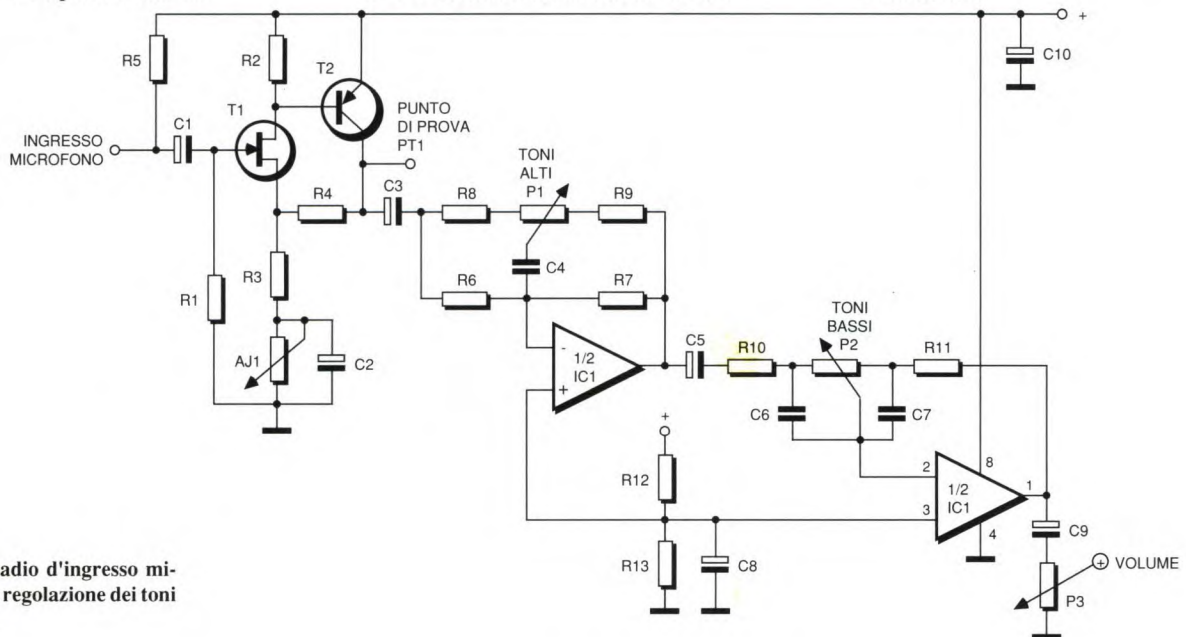 +
C10
R5
R2
T2
T1
PUNTO
DI PROVA
PT1
C1
INGRESSO
MICROFONO
TONI
ALTI
P1
R4
C3
R8
R9
C4
R3
R6
R7
R1
TONI
BASSI
P2
AJ1
C2
-
1/2
IC1
+
C5
R10
R11
C6
C7
+
R12
2
8
1/2
IC1
1
3
4
C9
R13
C8
+ VOLUME
P3
adio d'ingresso mi-
regolazione dei toni